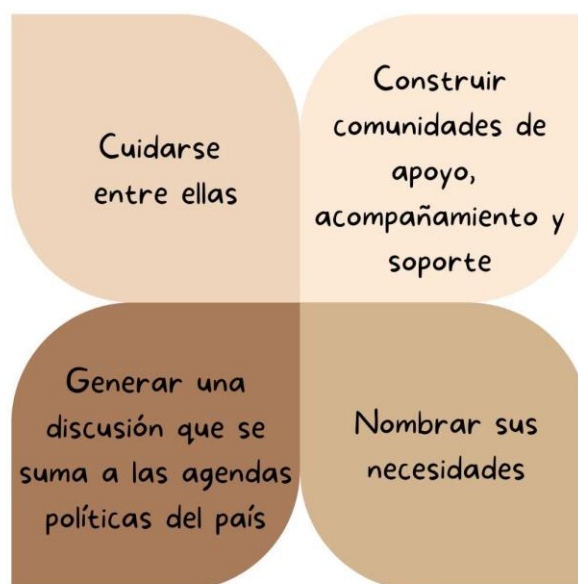 Cuidarse
entre ellas
Construir
comunidades de
apoyo,
acompañamiento y
soporte
Generar una
discusión que se
suma a las agendas
políticas del país
Nombrar sus
necesidades